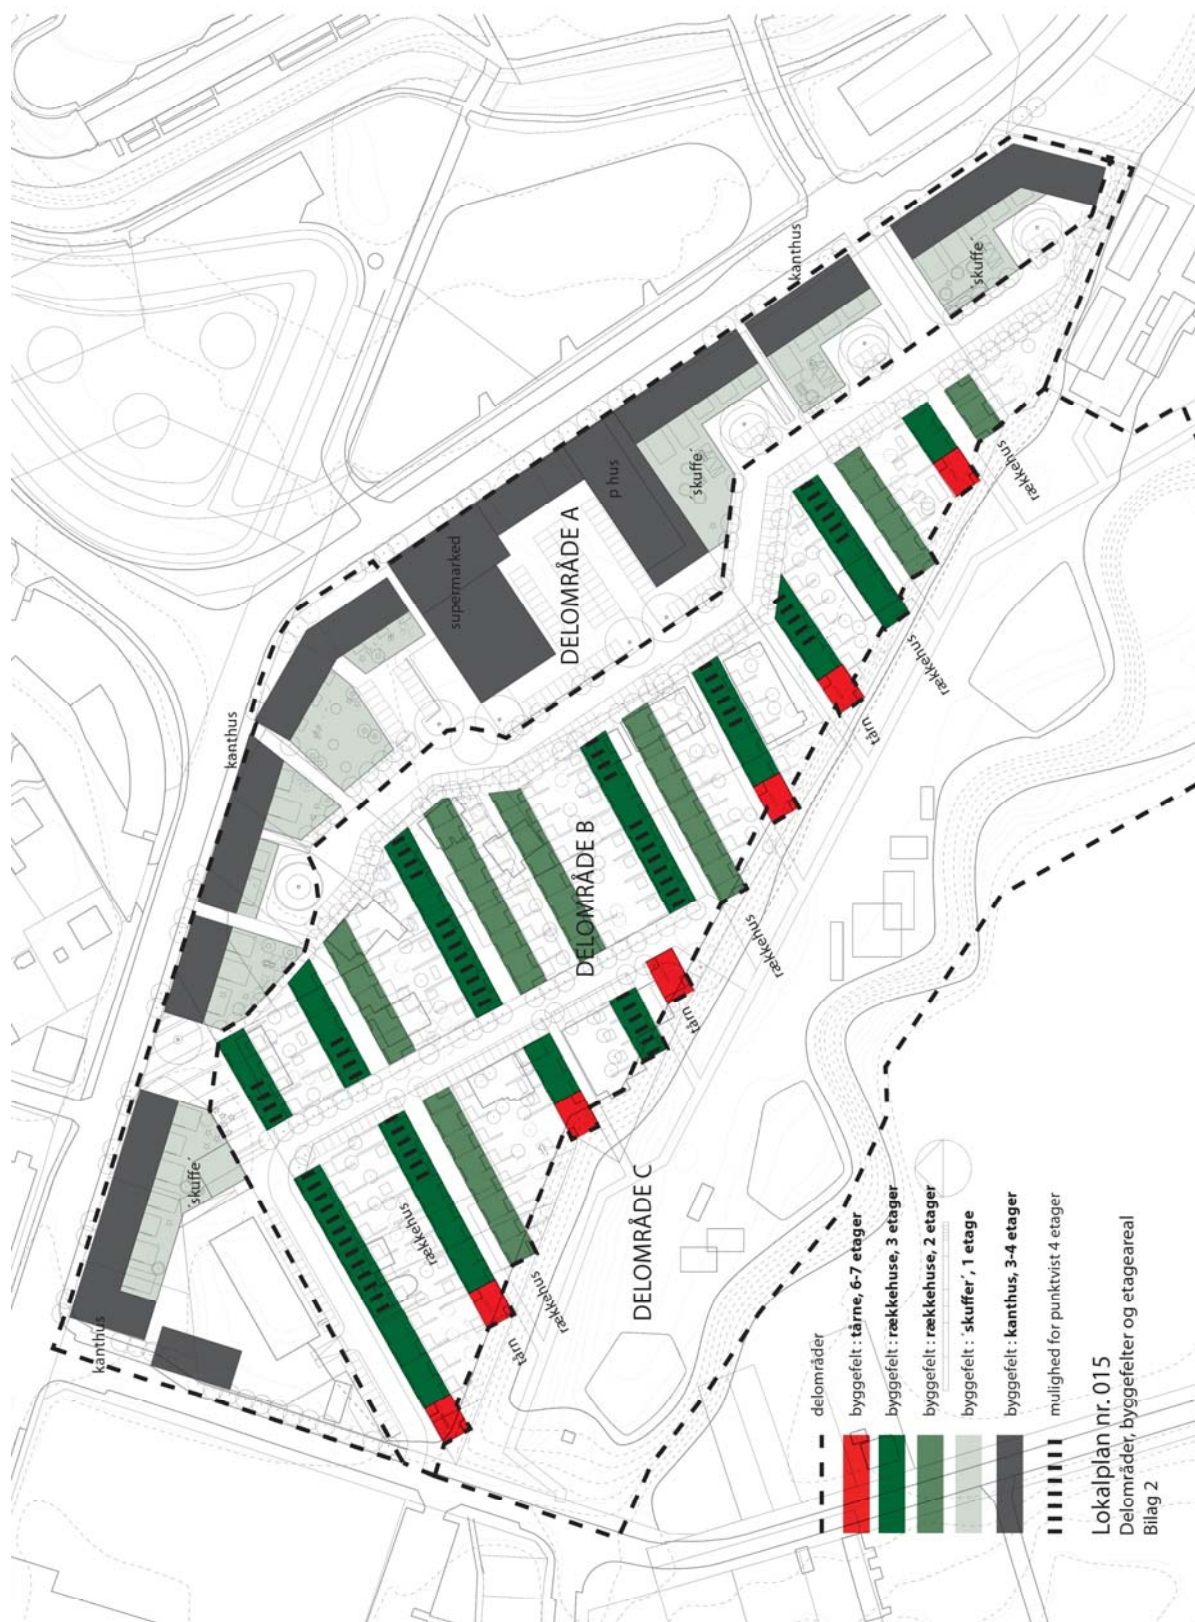 kanthus
´skuffe´
kanthus
supermarked
DELOMRÅDE A
p hus
´skuffe´
kanthus
´skuffe´
DELOMRÅDE B
rækkehus
tårn
rækkehus
DELOMRÅDE C
tårn
rækkehus
tårn
rækkehus
rækkehus
delområder
byggefelt : tårne, 6-7 etager
byggefelt : rækkehuse, 3 etager
byggefelt : rækkehuse, 2 etager
byggefelt : ´skuffer´, 1 etage
byggefelt : kanthus, 3-4 etager
mulighed for punktvist 4 etager
Lokalplan nr. 015
Delområder, byggefelter og etageareal
Bilag 2